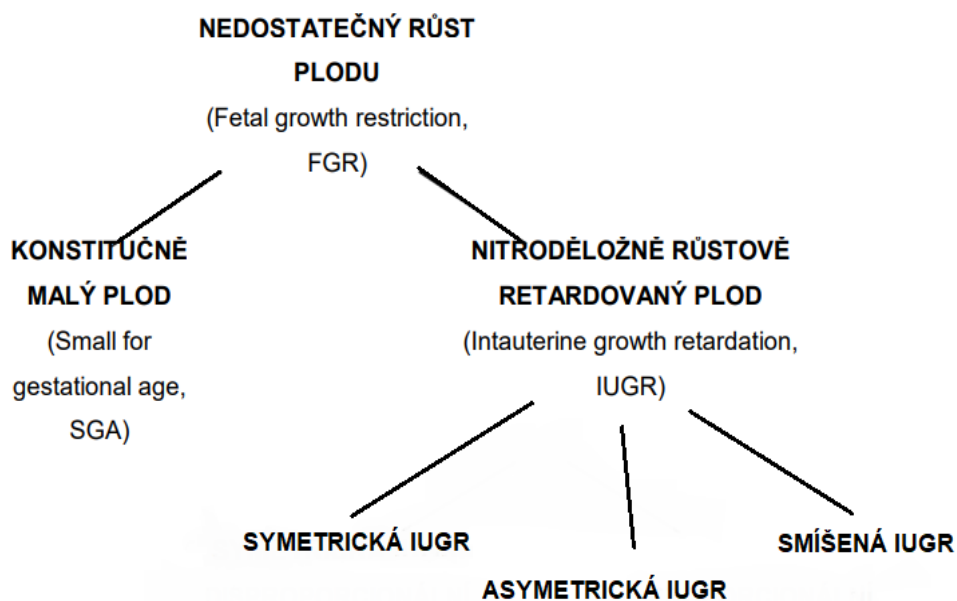 NEDOSTATEČNÝ RŮST
PLODU
(Fetal growth restriction,
FGR)
KONSTITUČNĚ
MALÝ PLOD
(Small for
gestational age,
SGA)
NITRODĚLOŽNĚ RŮSTOVĚ
RETARDOVANÝ PLOD
(Intauterine growth retardation,
IUGR)
SYMETRICKÁ IUGR
ASYMETRICKÁ IUGR
SMÍŠENÁ IUGR